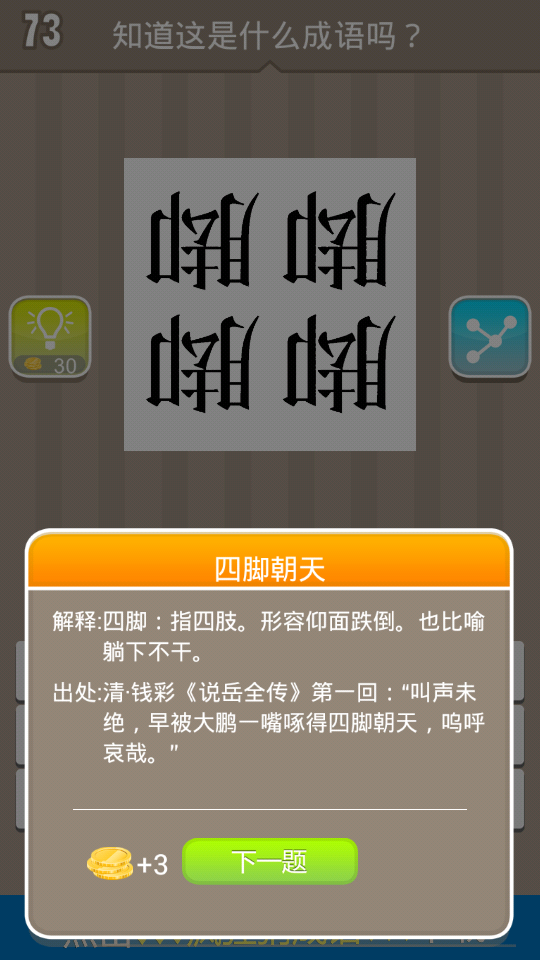 73
知道这是什么成语吗？
脚 脚
脚 脚
30
四脚朝天
解释:四脚：指四肢。形容仰面跌倒。也比喻
躺下不干。
出处:清·钱彩《说岳全传》第一回：“叫声未
绝，早被大鹏一嘴啄得四脚朝天，呜呼
哀哉。”
+3
下一题